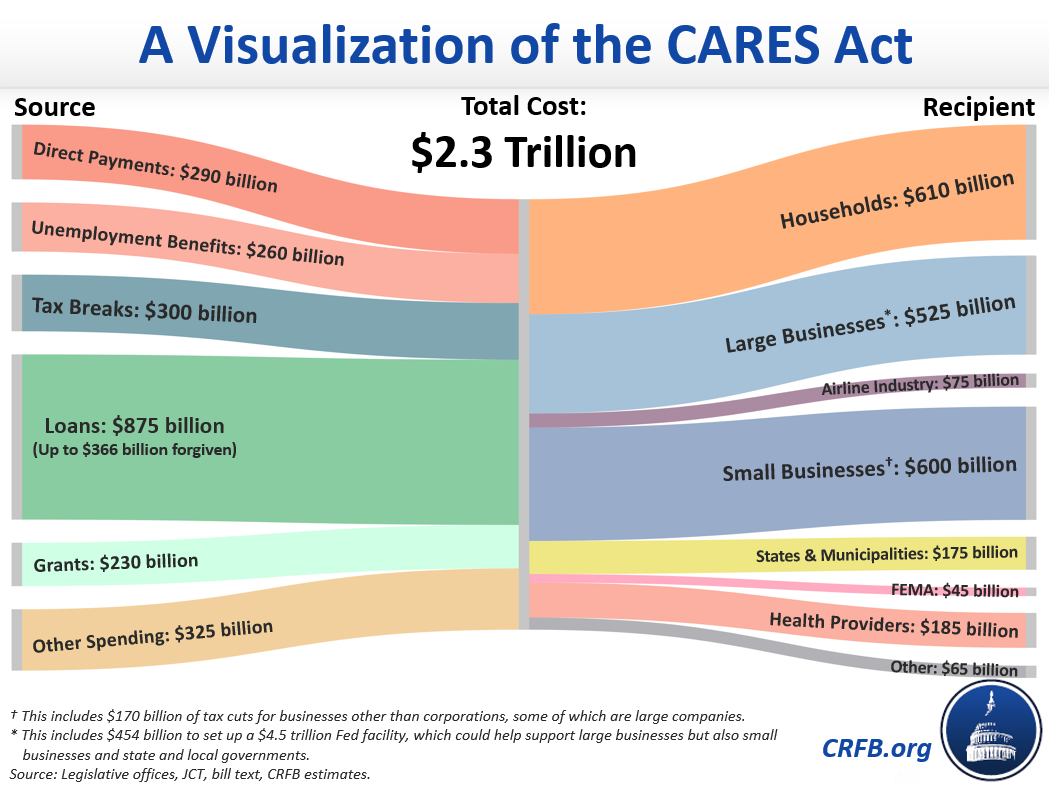 A Visualization of the CARES Act
Source
Total Cost:
Recipient
$2.3 Trillion
Direct Payments: $290 billion
Unemployment Benefits: $260 billion
Tax Breaks: $300 billion
Loans: $875 billion
(Up to $366 billion forgiven)
Grants: $230 billion
Other Spending: $325 billion
Households: $610 billion
Large Businesses*: $525 billion
Airline Industry: $75 billion
Small Businesses†: $600 billion
States & Municipalities: $175 billion
FEMA: $45 billion
Health Providers: $185 billion
Other: $65 billion
† This includes $170 billion of tax cuts for businesses other than corporations, some of which are large companies.
* This includes $454 billion to set up a $4.5 trillion Fed facility, which could help support large businesses but also small
businesses and state and local governments.
Source: Legislative offices, JCT, bill text, CRFB estimates.
CRFB.org